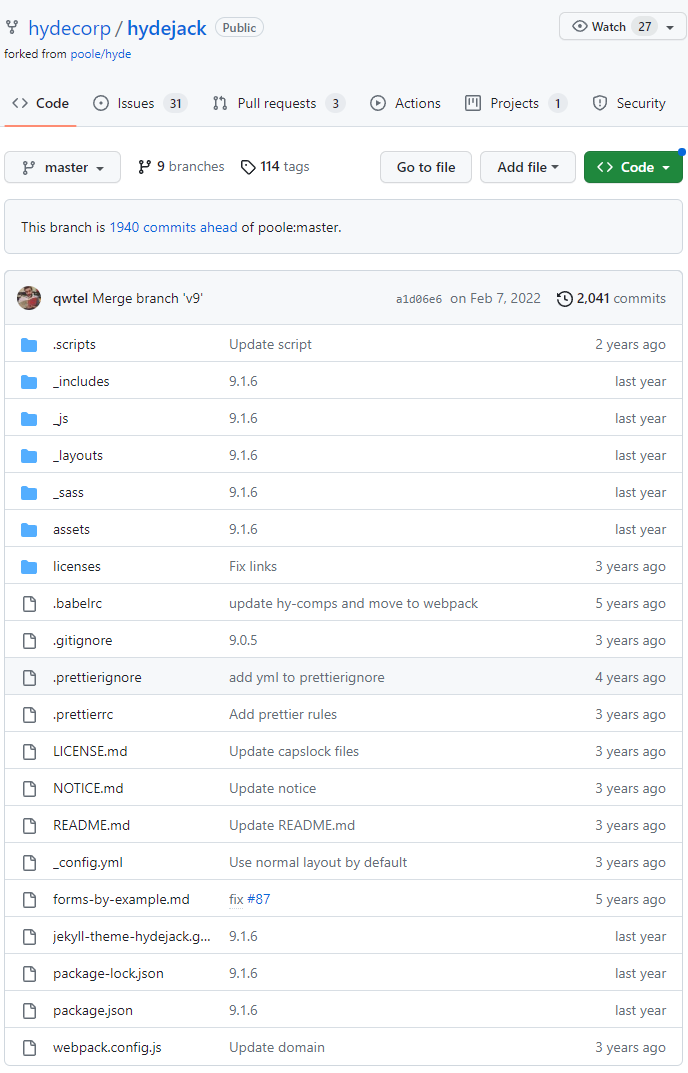 hydecorp / hydejack Public Watch 27
forked from poole/hyde
Code Issues 31 Pull requests 3 Actions Projects 1 Security
master 9 branches 114 tags Go to file Add file Code
This branch is 1940 commits ahead of poole:master.
qwtel Merge branch 'v9' a1d06e6 on Feb 7, 2022 2,041 commits
.scripts Update script 2 years ago
_includes 9.1.6 last year
_js 9.1.6 last year
_layouts 9.1.6 last year
_sass 9.1.6 last year
assets 9.1.6 last year
licenses Fix links 3 years ago
.babelrc update hy-comps and move to webpack 5 years ago
.gitignore 9.0.5 3 years ago
.prettierignore add yml to prettierignore 4 years ago
.prettierrc Add prettier rules 3 years ago
LICENSE.md Update capslock files 3 years ago
NOTICE.md Update notice 3 years ago
README.md Update README.md 3 years ago
_config.yml Use normal layout by default 3 years ago
forms-by-example.md fix #87 5 years ago
jekyll-theme-hydejack.g... 9.1.6 last year
package-lock.json 9.1.6 last year
package.json 9.1.6 last year
webpack.config.js Update domain 3 years ago